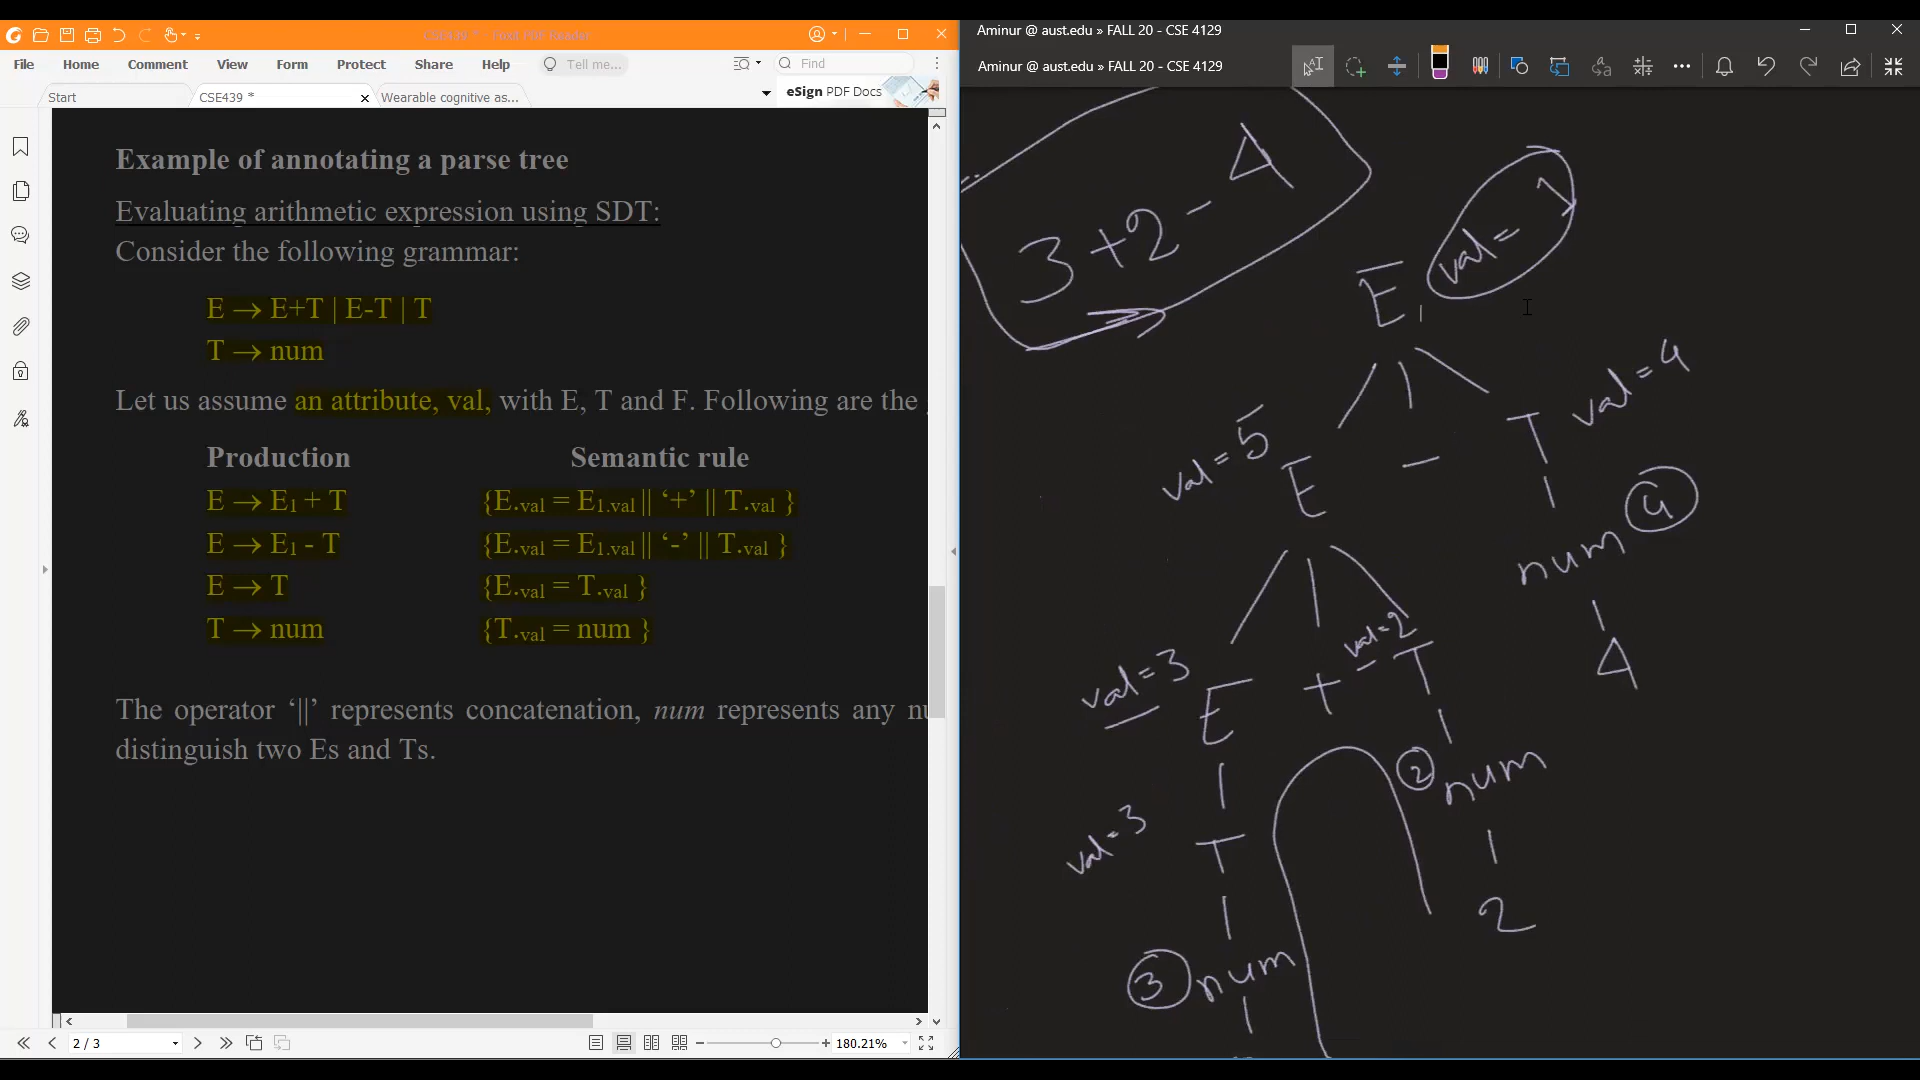 CSE439 * - Foxit PDF Reader
File Home Comment View Form Protect Share Help Tell me... Find
Start CSE439 * Wearable cognitive as... eSign PDF Docs
Example of annotating a parse tree
Evaluating arithmetic expression using SDT:
Consider the following grammar:
E → E+T | E-T | T
T → num
Let us assume an attribute, val, with E, T and F. Following are the
Production Semantic rule
E → E1 + T {E.val = E1.val || ‘+’ || T.val }
E → E1 - T {E.val = E1.val || ‘-’ || T.val }
E → T {E.val = T.val }
T → num {T.val = num }
The operator ‘||’ represents concatenation, num represents any nu
distinguish two Es and Ts.
2 / 3 180.21%
Aminur @ aust.edu » FALL 20 - CSE 4129
Aminur @ aust.edu » FALL 20 - CSE 4129
3+2-4
E val = 1
val = 5 E - T val = 4
num 4
4
val = 3 E + val = 2 T
2 num
val = 3 T
2
3 num